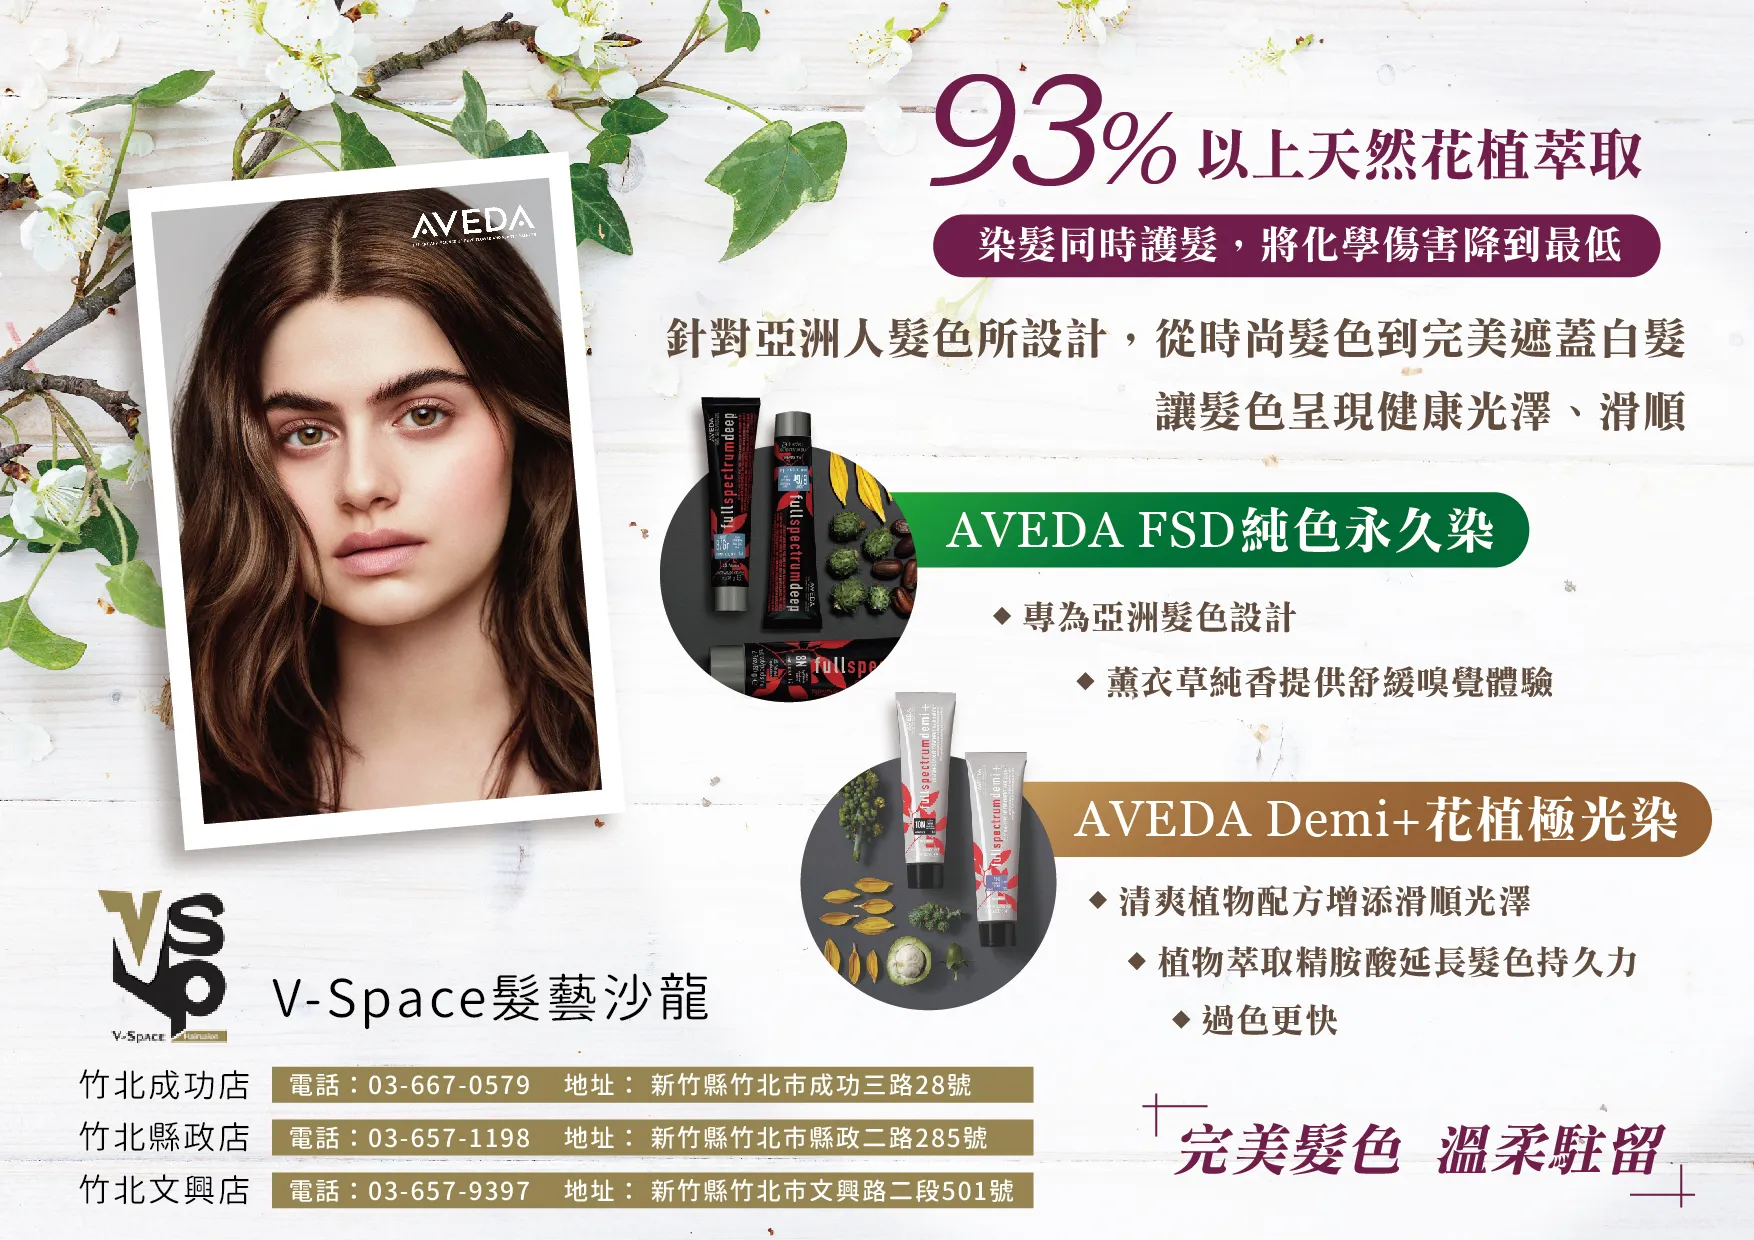 93% 以上天然花植萃取
染髮同時護髮，將化學傷害降到最低
針對亞洲人髮色所設計，從時尚髮色到完美遮蓋白髮
讓髮色呈現健康光澤、滑順
AVEDA
AVEDA FSD純色永久染
◆ 專為亞洲髮色設計
◆ 薰衣草純香提供舒緩嗅覺體驗
fullspectrumdeep
fullspectrumdeep
AVEDA
8N
fullspe
AVEDA Demi+花植極光染
◆ 清爽植物配方增添滑順光澤
◆ 植物萃取精胺酸延長髮色持久力
◆ 過色更快
fullspectrumdemi+
10N
fullspectrumdemi+
VSP
V-SPACE Hairsalon
V-Space髮藝沙龍
竹北成功店 電話：03-667-0579 地址： 新竹縣竹北市成功三路28號
竹北縣政店 電話：03-657-1198 地址： 新竹縣竹北市縣政二路285號
竹北文興店 電話：03-657-9397 地址： 新竹縣竹北市文興路二段501號
完美髮色 溫柔駐留